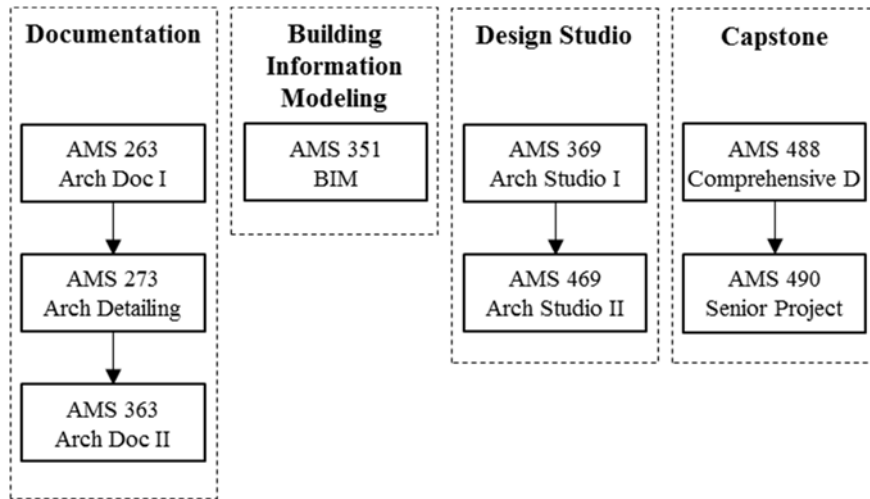 Documentation
AMS 263
Arch Doc I
AMS 273
Arch Detailing
AMS 363
Arch Doc II
Building
Information
Modeling
AMS 351
BIM
Design Studio
AMS 369
Arch Studio I
AMS 469
Arch Studio II
Capstone
AMS 488
Comprehensive D
AMS 490
Senior Project